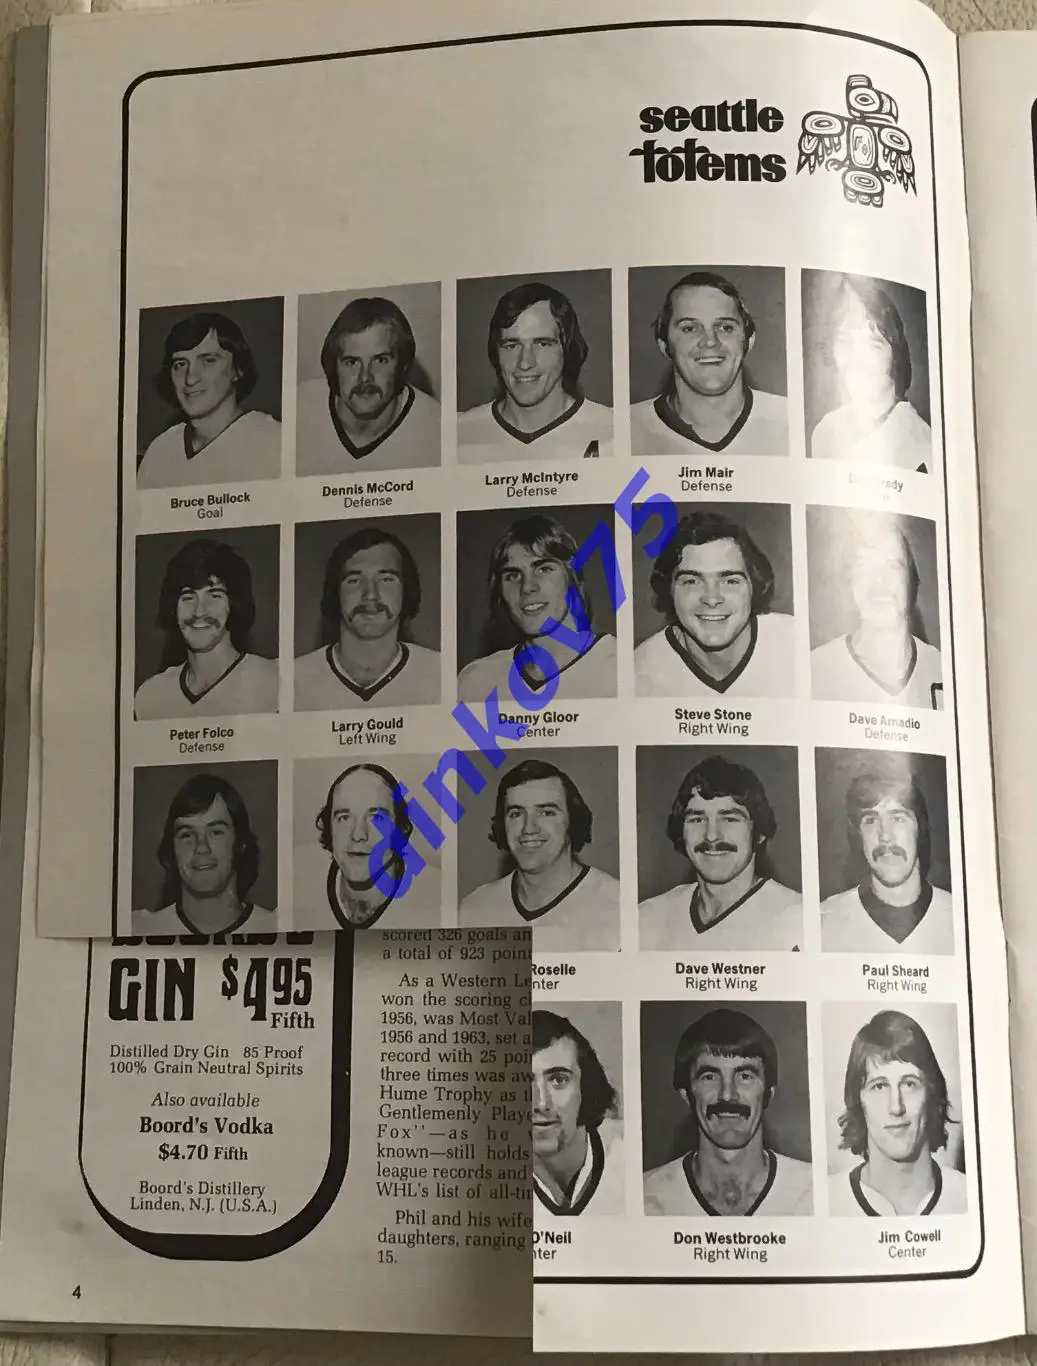 seattle
totems
Bruce Bullock
Goal
Dennis McCord
Defense
Larry McIntyre
Defense
Jim Mair
Defense
Peter Folco
Defense
Larry Gould
Left Wing
Danny Gloor
Center
Steve Stone
Right Wing
Dave Amadio
Defense
dinkov75
Roselle
nter
Dave Westner
Right Wing
Paul Sheard
Right Wing
O'Neil
nter
Don Westbrooke
Right Wing
Jim Cowell
Center
GIN $4.95
Fifth
Distilled Dry Gin 85 Proof
100% Grain Neutral Spirits
Also available
Boord's Vodka
$4.70 Fifth
Boord's Distillery
Linden, N.J. (U.S.A.)
scored 326 goals an
a total of 923 point
As a Western Le
won the scoring c
1956, was Most Val
1956 and 1963, set a
record with 25 poi
three times was aw
Hume Trophy as t
Gentlemenly Playe
Fox"—as he
known—still holds
league records and
WHL's list of all-ti
Phil and his wife
daughters, ranging
15.
4